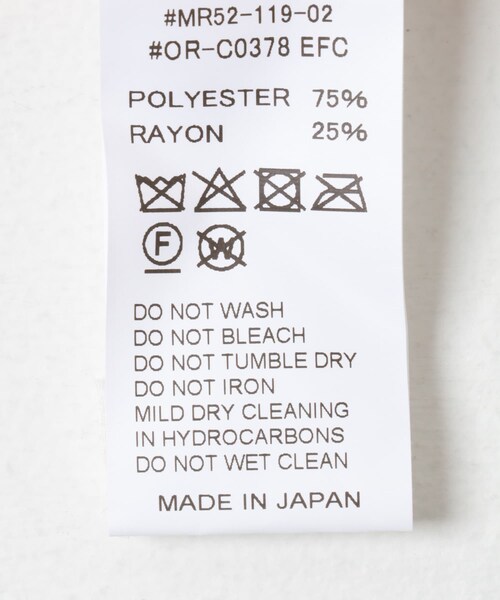 #MR52-119-02
#OR-C0378 EFC
POLYESTER 75%
RAYON 25%
F
W
DO NOT WASH
DO NOT BLEACH
DO NOT TUMBLE DRY
DO NOT IRON
MILD DRY CLEANING
IN HYDROCARBONS
DO NOT WET CLEAN
MADE IN JAPAN